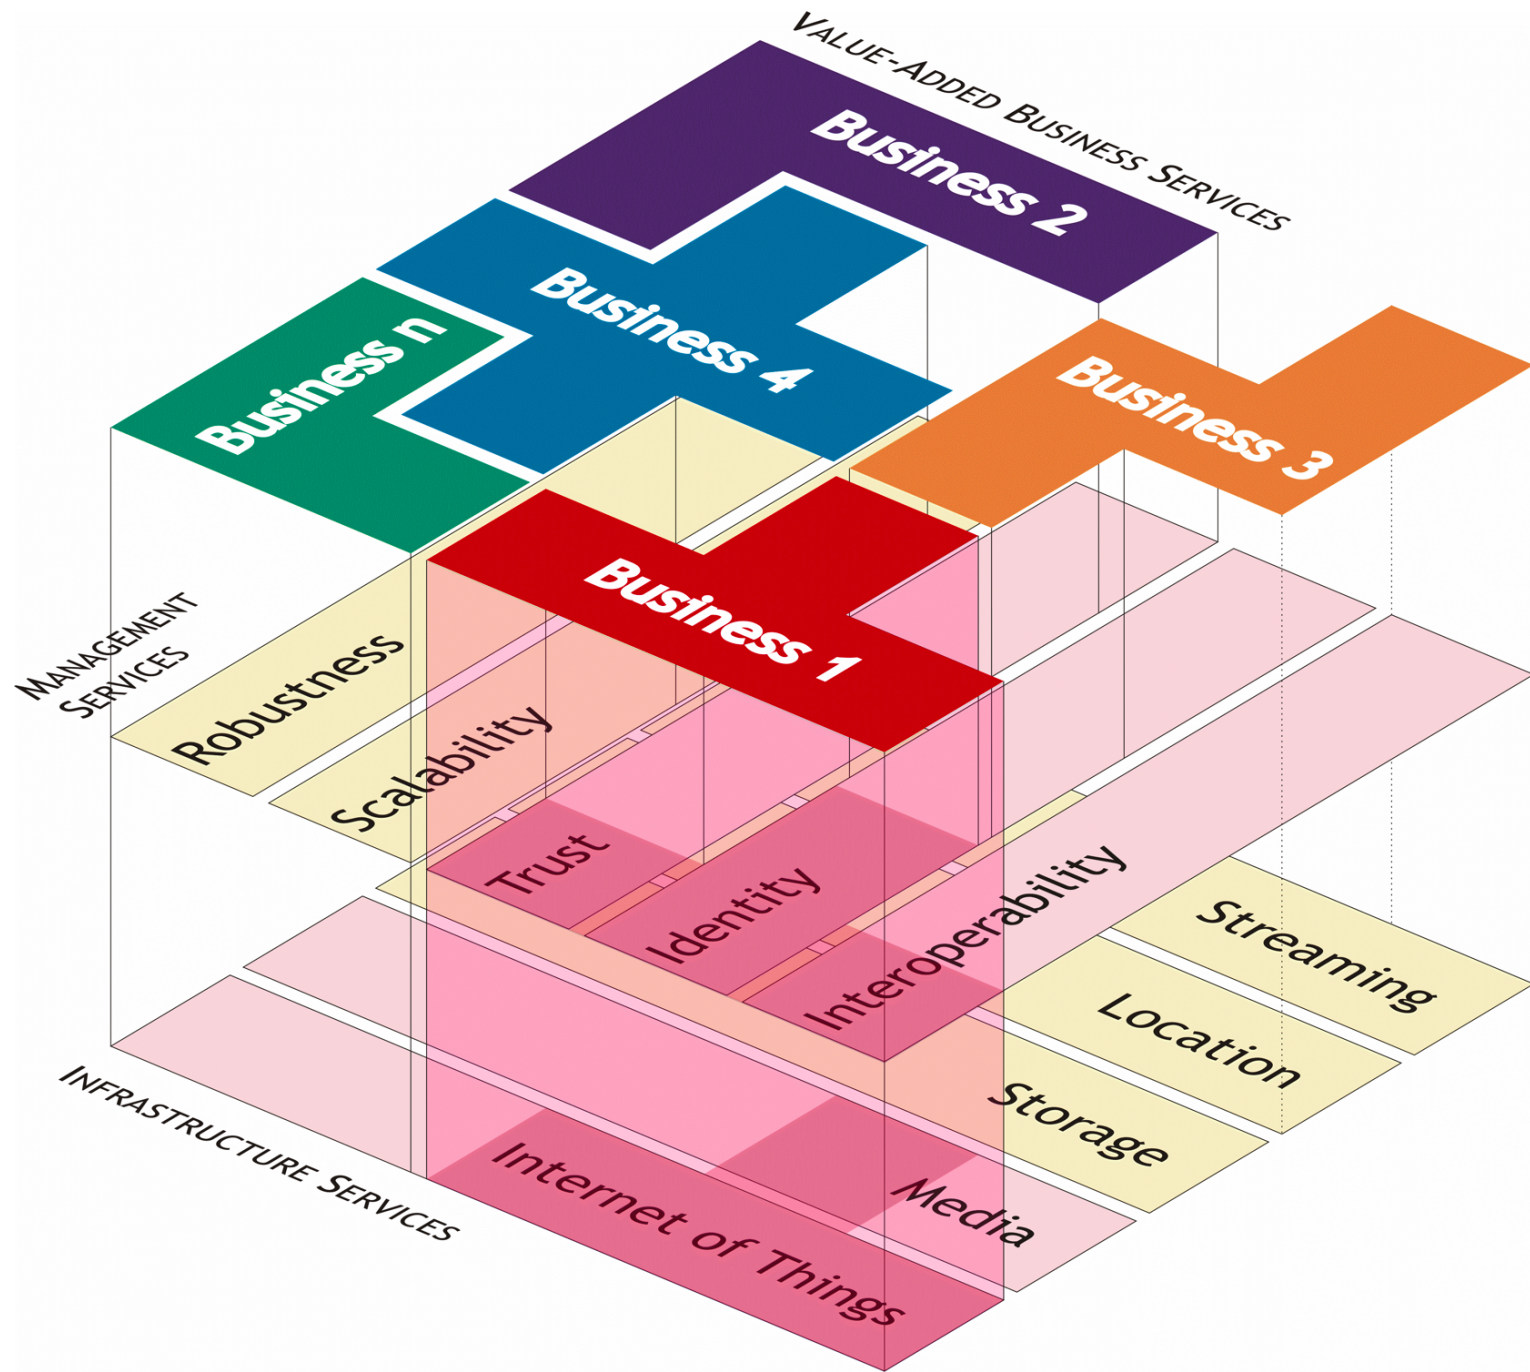 VALUE-ADDED BUSINESS SERVICES
Business 2
Business 4
Business n
Business 3
Business 1
MANAGEMENT
SERVICES
Robustness
Scalability
Trust
Identity
Interoperability
Streaming
Location
Storage
Media
Internet of Things
INFRASTRUCTURE SERVICES